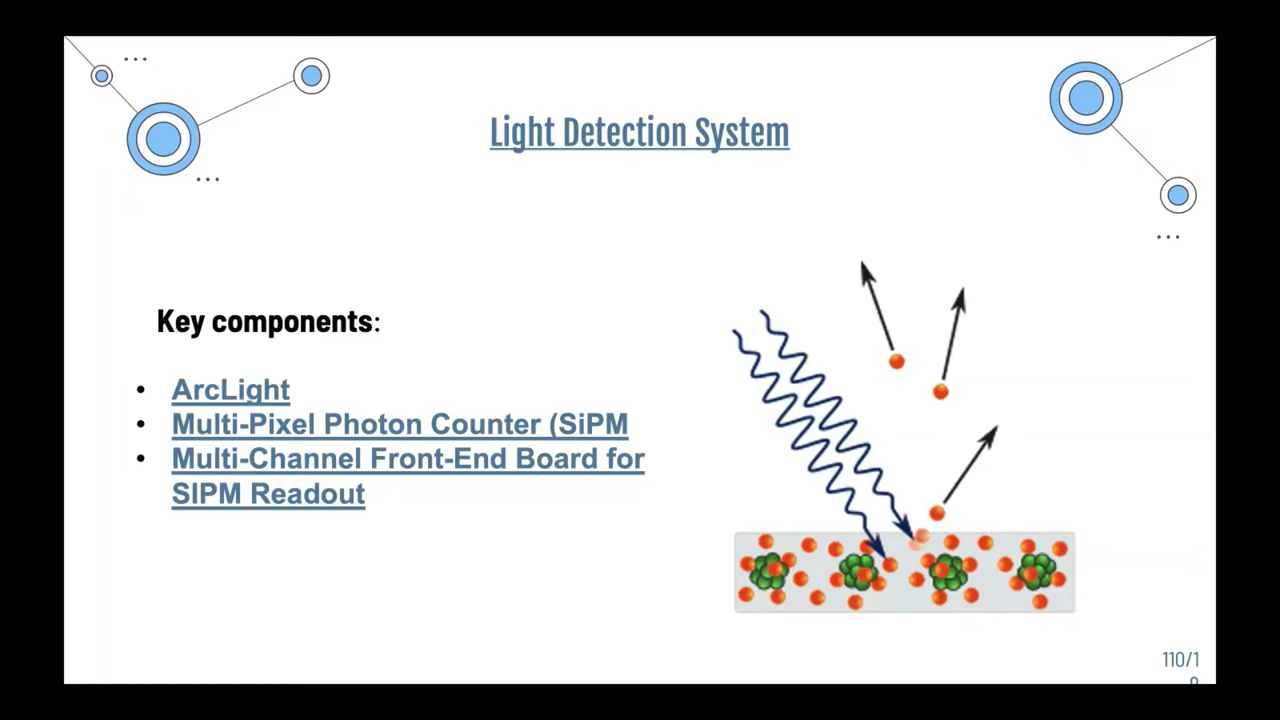 Light Detection System
Key components:
• ArcLight
• Multi-Pixel Photon Counter (SiPM
• Multi-Channel Front-End Board for
SIPM Readout
110/1